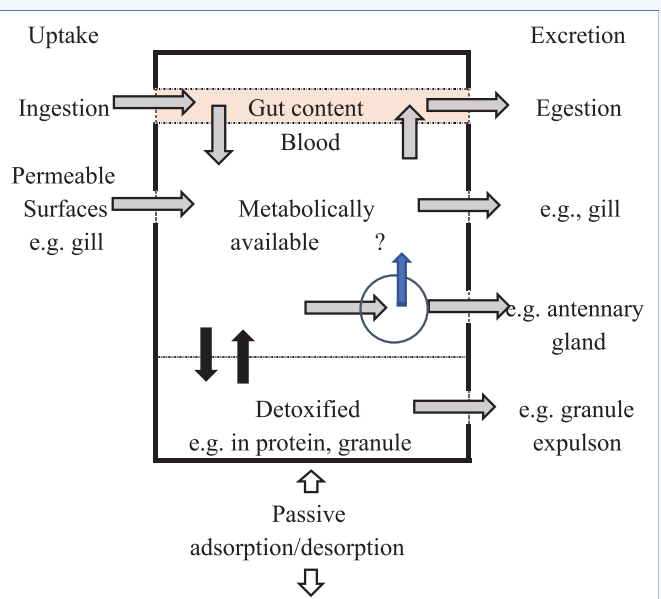 Uptake
Excretion
Ingestion
Gut content
Egestion
Blood
Permeable
Surfaces
e.g. gill
Metabolically
available
?
e.g., gill
e.g. antennary
gland
Detoxified
e.g. in protein, granule
e.g. granule
expulson
Passive
adsorption/desorption